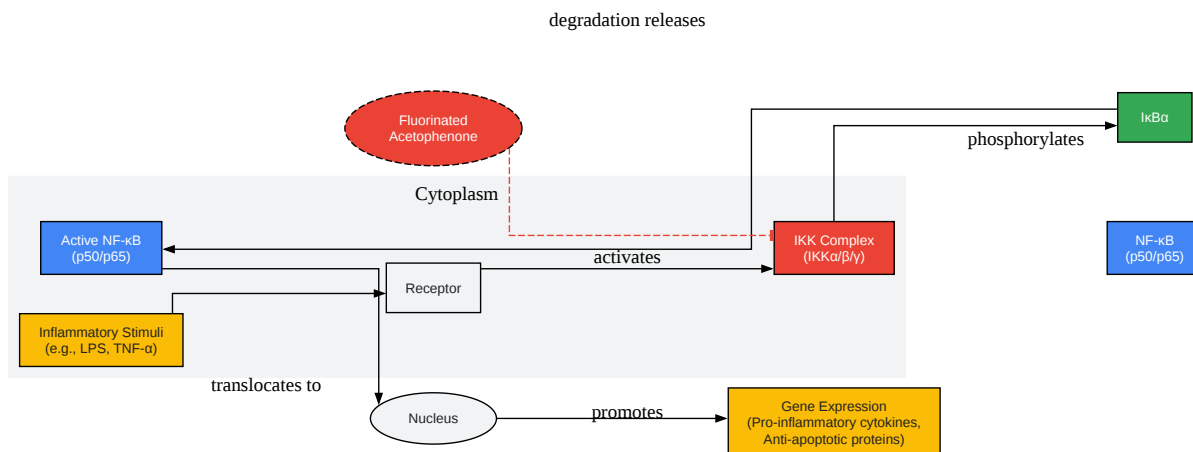 degradation releases
Fluorinated
Acetophenone
IκBα
phosphorylates
Cytoplasm
Active NF-κB
(p50/p65)
IKK Complex
(IKKα/β/γ)
NF-κB
(p50/p65)
activates
Receptor
Inflammatory Stimuli
(e.g., LPS, TNF-α)
translocates to
Nucleus
promotes
Gene Expression
(Pro-inflammatory cytokines,
Anti-apoptotic proteins)